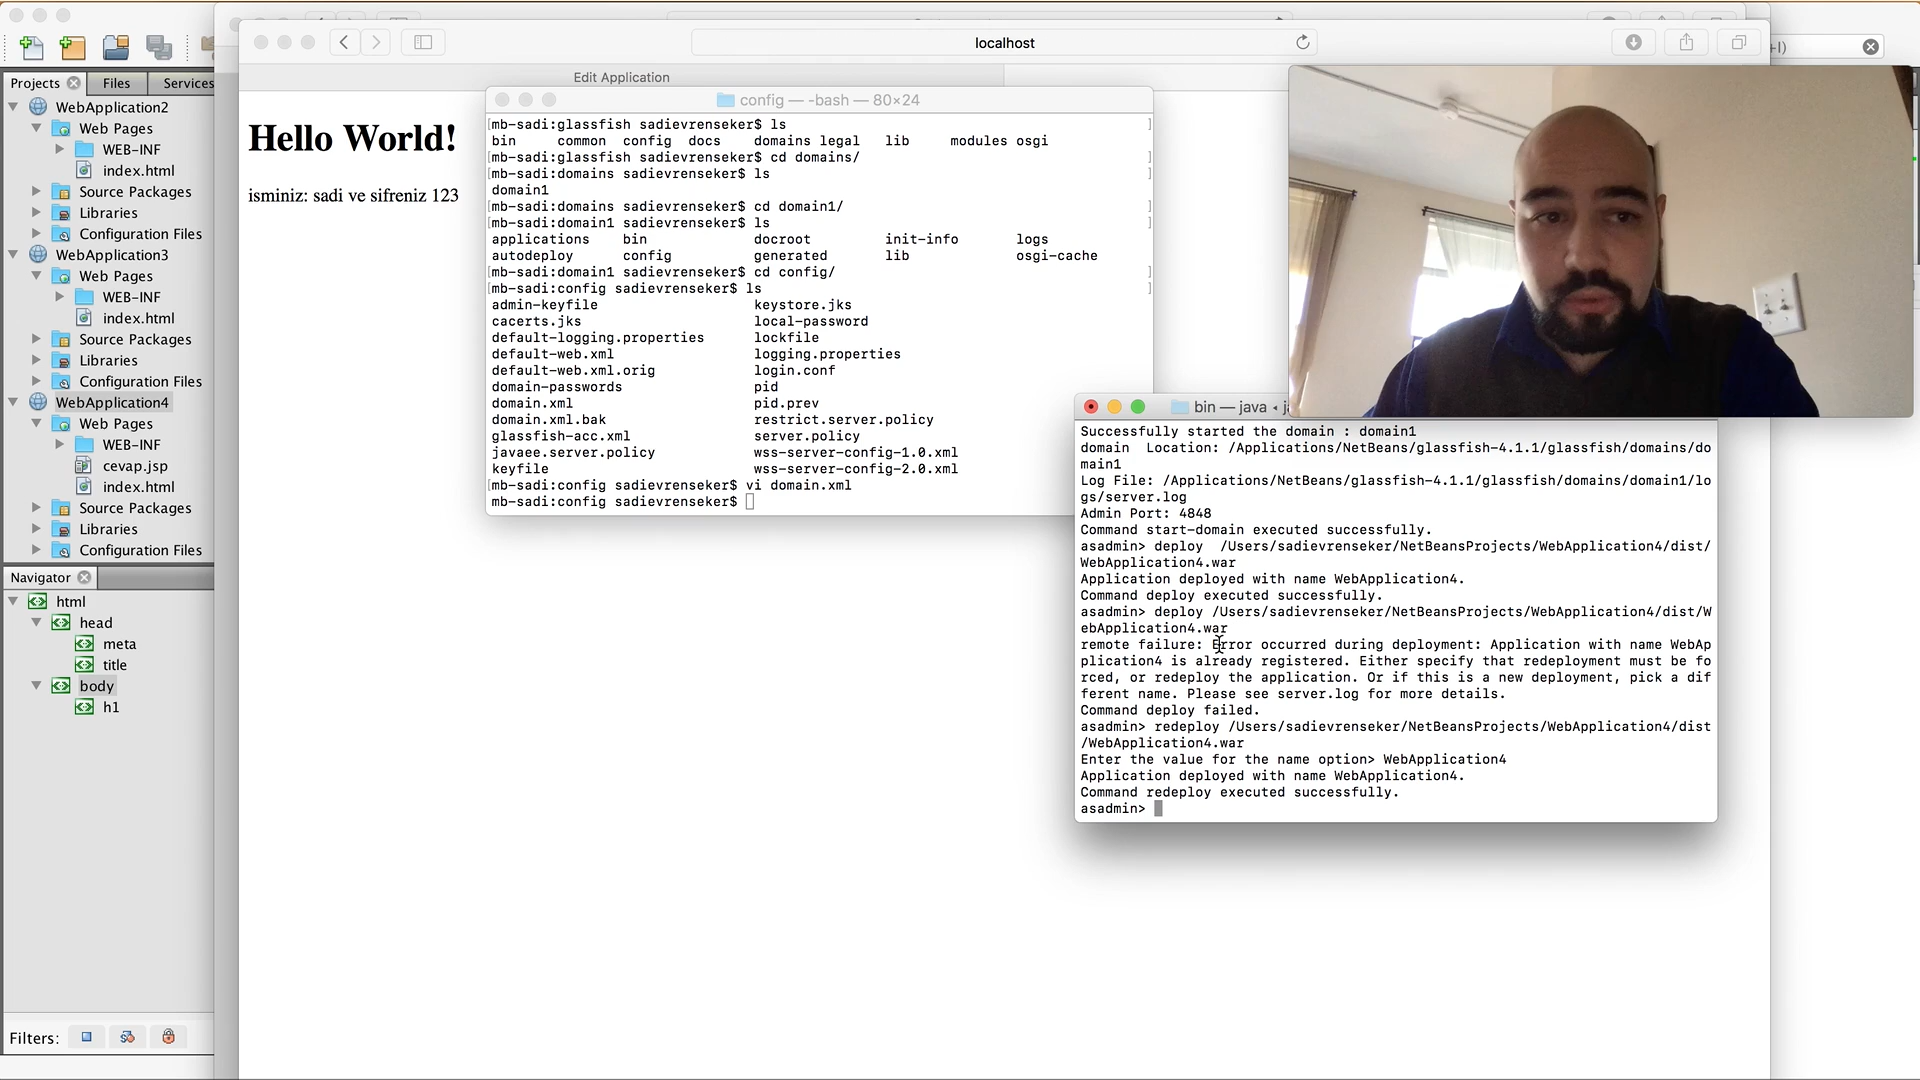 localhost
+I)
Edit Application
Projects
Files
Services
WebApplication2
Web Pages
WEB-INF
index.html
Source Packages
Libraries
Configuration Files
WebApplication3
Web Pages
WEB-INF
index.html
Source Packages
Libraries
Configuration Files
WebApplication4
Web Pages
WEB-INF
cevap.jsp
index.html
Source Packages
Libraries
Configuration Files
Navigator
html
head
meta
title
body
h1
Filters:
Hello World!
isminiz: sadi ve sifreniz 123
config — -bash — 80×24
[mb-sadi:glassfish sadievrenseker$ ls ]
bin common config docs domains legal lib modules osgi
[mb-sadi:glassfish sadievrenseker$ cd domains/ ]
[mb-sadi:domains sadievrenseker$ ls ]
domain1
[mb-sadi:domains sadievrenseker$ cd domain1/ ]
[mb-sadi:domain1 sadievrenseker$ ls ]
applications bin docroot init-info logs
autodeploy config generated lib osgi-cache
[mb-sadi:domain1 sadievrenseker$ cd config/ ]
[mb-sadi:config sadievrenseker$ ls ]
admin-keyfile keystore.jks
cacerts.jks local-password
default-logging.properties lockfile
default-web.xml logging.properties
default-web.xml.orig login.conf
domain-passwords pid
domain.xml pid.prev
domain.xml.bak restrict.server.policy
glassfish-acc.xml server.policy
javaee.server.policy wss-server-config-1.0.xml
keyfile wss-server-config-2.0.xml
[mb-sadi:config sadievrenseker$ vi domain.xml
mb-sadi:config sadievrenseker$
bin — java ◂ j
Successfully started the domain : domain1
domain  Location: /Applications/NetBeans/glassfish-4.1.1/glassfish/domains/do
main1
Log File: /Applications/NetBeans/glassfish-4.1.1/glassfish/domains/domain1/lo
gs/server.log
Admin Port: 4848
Command start-domain executed successfully.
asadmin> deploy  /Users/sadievrenseker/NetBeansProjects/WebApplication4/dist/
WebApplication4.war
Application deployed with name WebApplication4.
Command deploy executed successfully.
asadmin> deploy /Users/sadievrenseker/NetBeansProjects/WebApplication4/dist/W
ebApplication4.war
remote failure: Error occurred during deployment: Application with name WebAp
plication4 is already registered. Either specify that redeployment must be fo
rced, or redeploy the application. Or if this is a new deployment, pick a dif
ferent name. Please see server.log for more details.
Command deploy failed.
asadmin> redeploy /Users/sadievrenseker/NetBeansProjects/WebApplication4/dist
/WebApplication4.war
Enter the value for the name option> WebApplication4
Application deployed with name WebApplication4.
Command redeploy executed successfully.
asadmin>